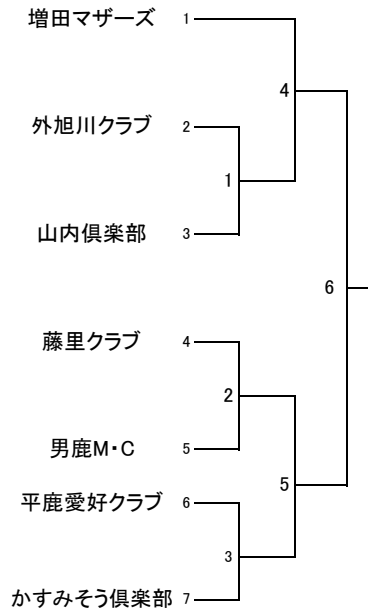 増田マザーズ 1
4
外旭川クラブ 2
1
山内倶楽部 3
6
藤里クラブ 4
2
男鹿M・C 5
5
平鹿愛好クラブ 6
3
かすみそう倶楽部 7